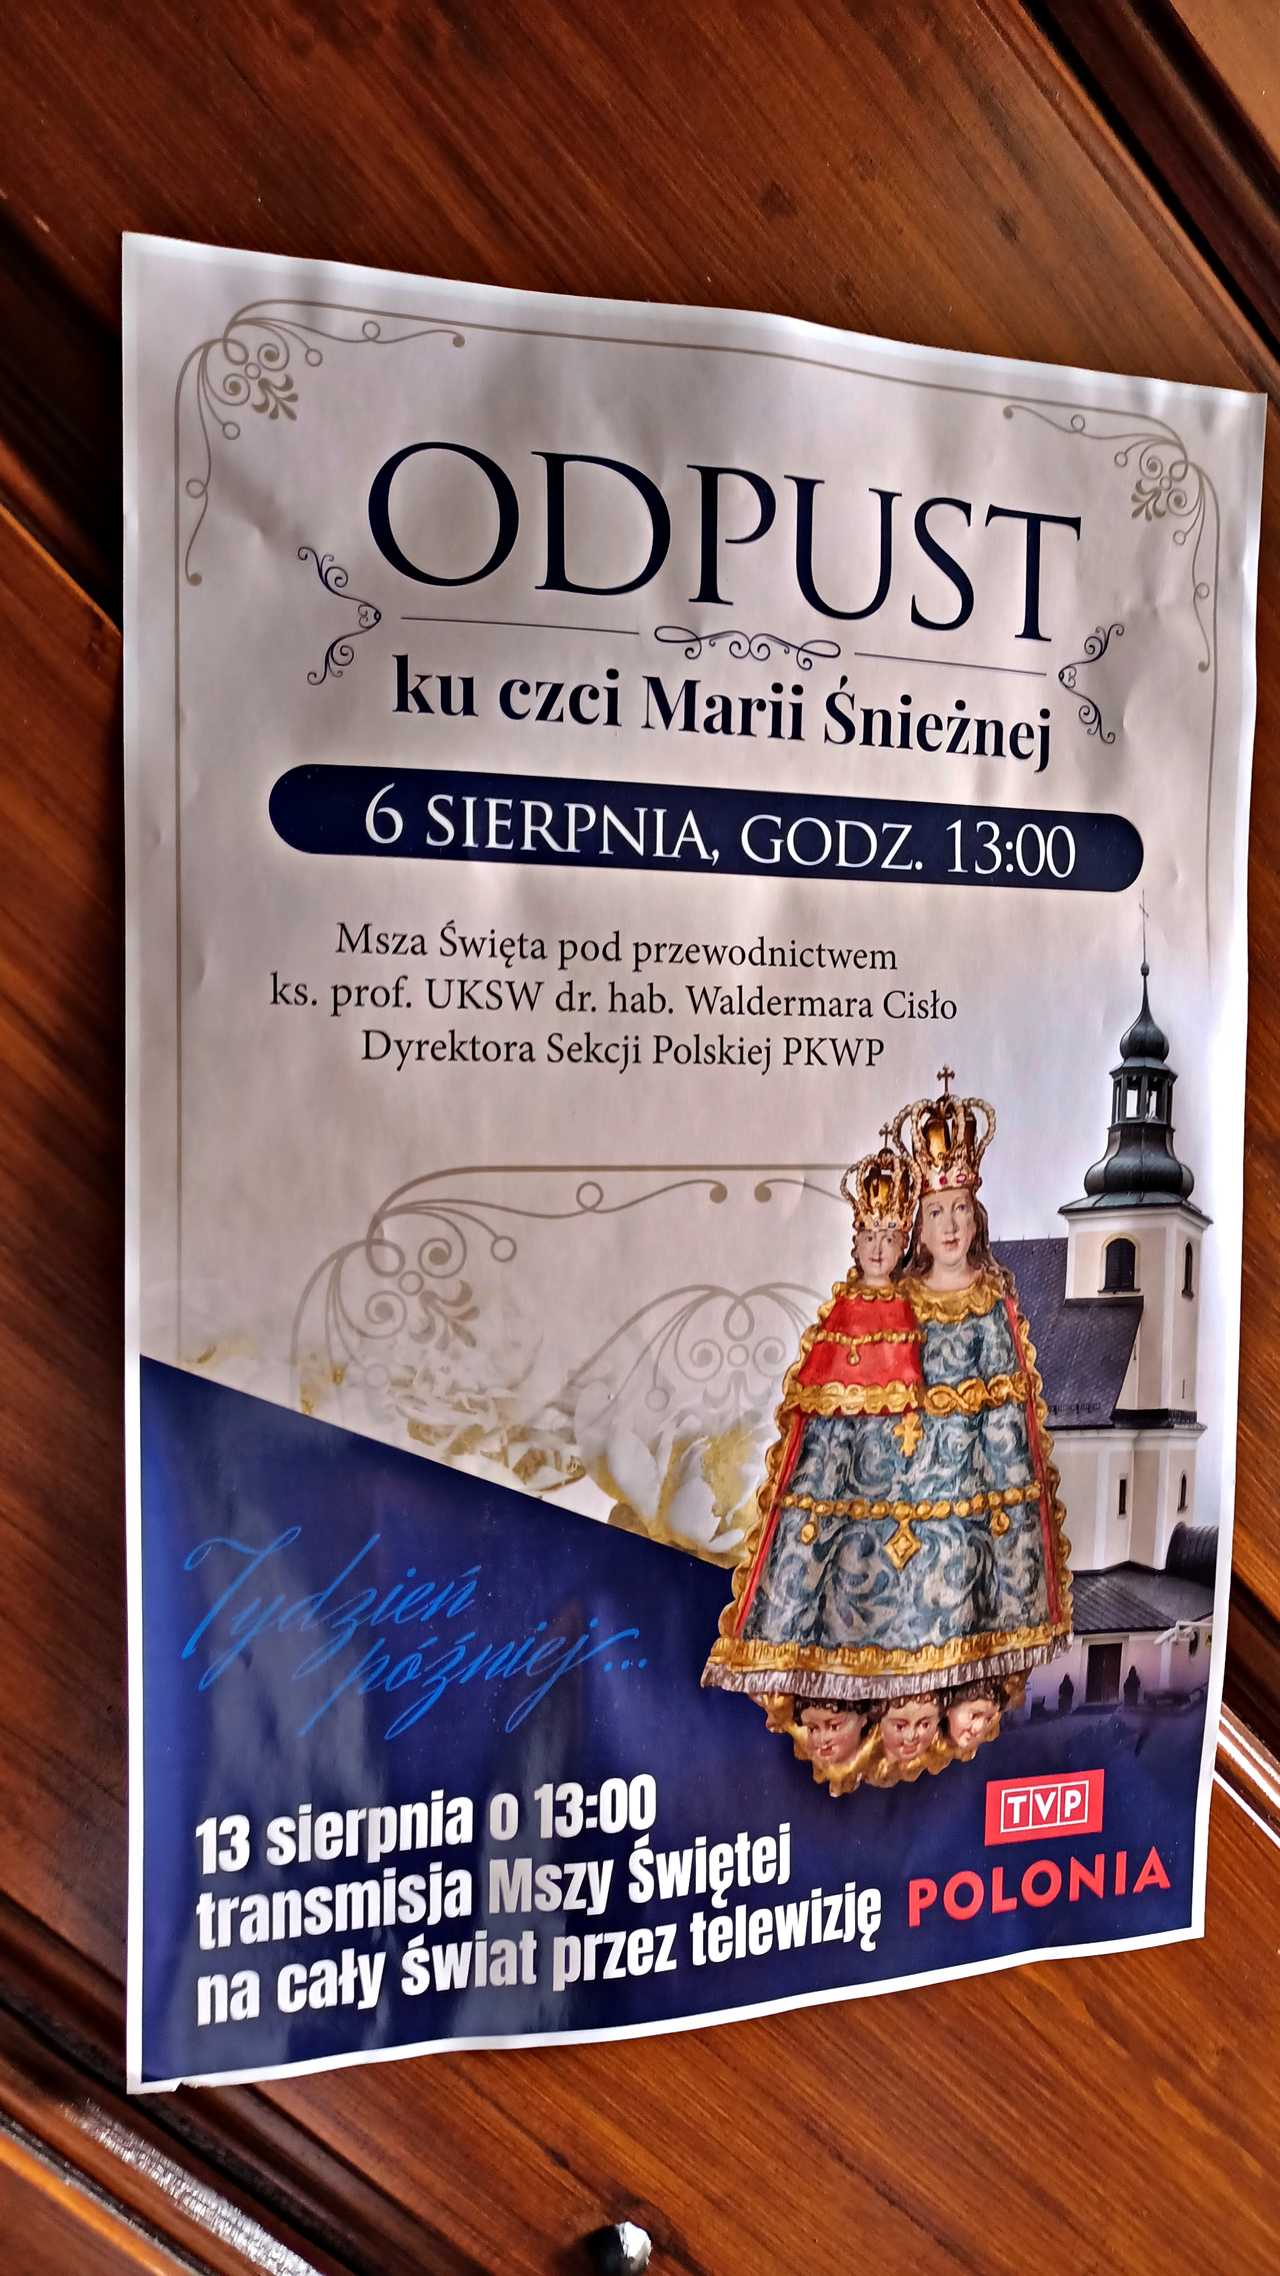 ODPUST
ku czci Marii Śnieżnej
6 SIERPNIA, GODZ. 13:00
Msza Święta pod przewodnictwem
ks. prof. UKSW dr. hab. Waldermara Cisło
Dyrektora Sekcji Polskiej PKWP
Tydzień
później...
13 sierpnia o 13:00
transmisja Mszy Świętej
na cały świat przez telewizję
TVP
POLONIA